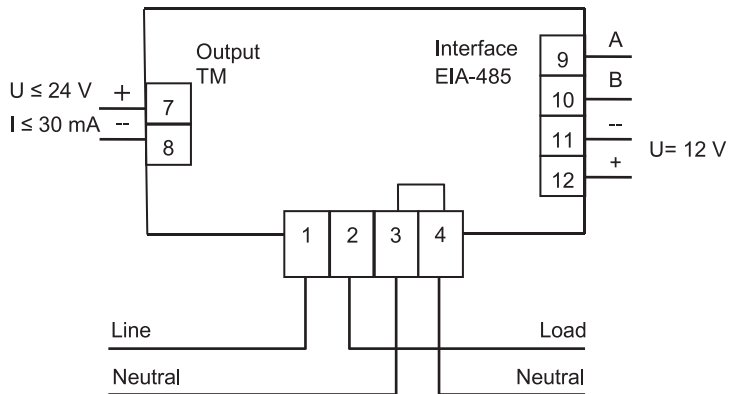 Output
TM
Interface
EIA-485
U ≤ 24 V
+
I ≤ 30 mA
--
7
8
9
10
11
12
A
B
--
+
U= 12 V
1
2
3
4
Line
Load
Neutral
Neutral